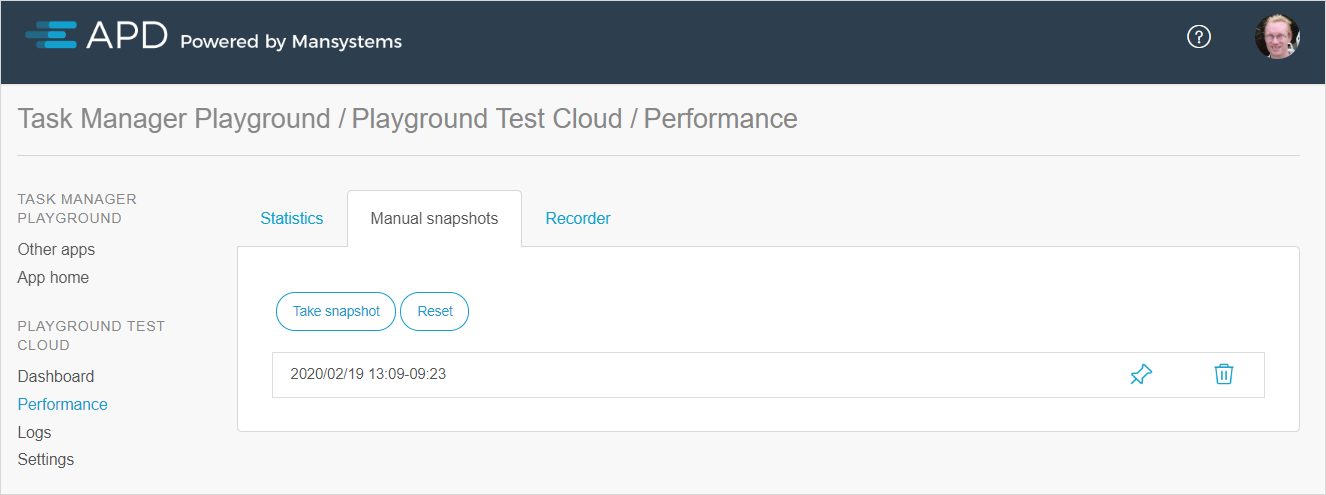 APD Powered by Mansystems
?
Task Manager Playground / Playground Test Cloud / Performance
TASK MANAGER
PLAYGROUND
Other apps
App home
PLAYGROUND TEST
CLOUD
Dashboard
Performance
Logs
Settings
Statistics
Manual snapshots
Recorder
Take snapshot
Reset
2020/02/19 13:09-09:23